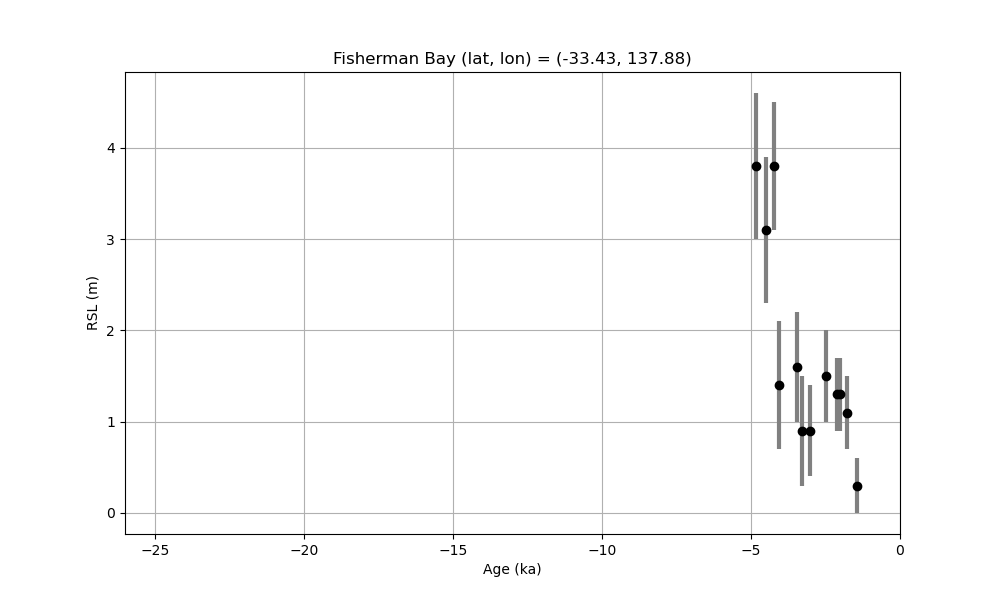 Fisherman Bay (lat, lon) = (-33.43, 137.88)
4
3
2
1
0
RSL (m)
−25 −20 −15 −10 −5 0
Age (ka)